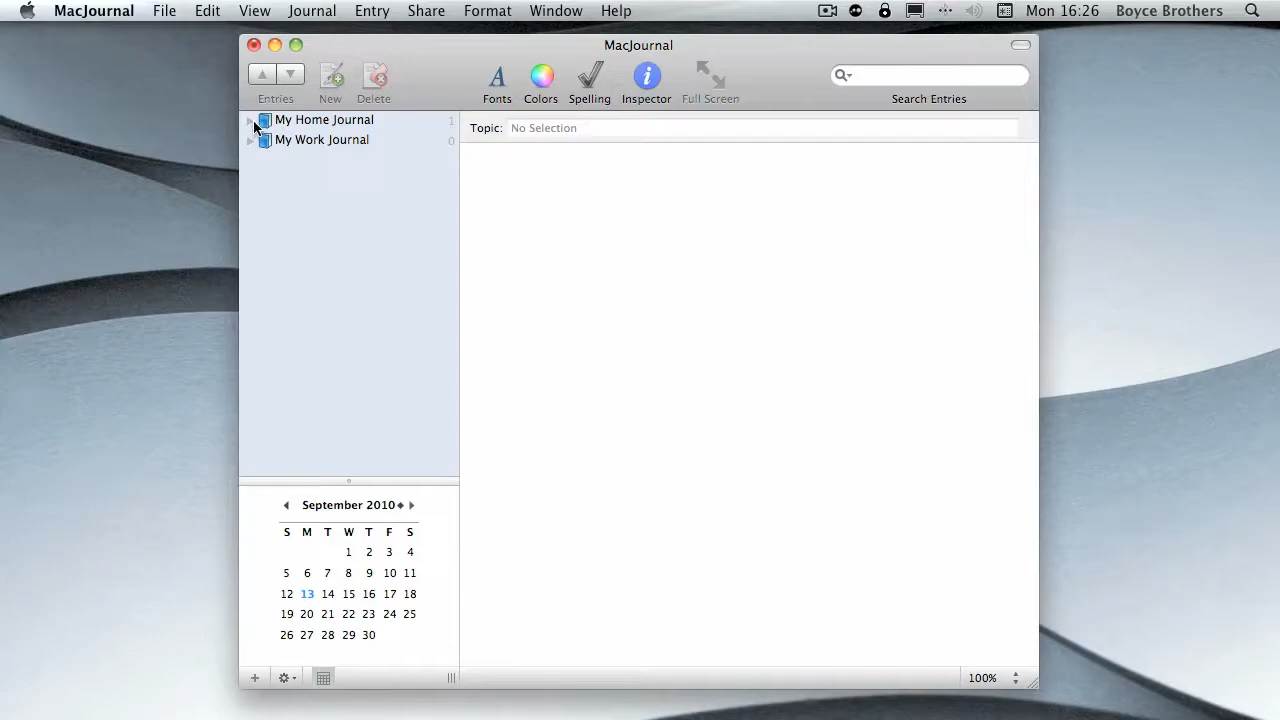 MacJournal File Edit View Journal Entry Share Format Window Help Mon 16:26 Boyce Brothers
MacJournal
Entries New Delete Fonts Colors Spelling Inspector Full Screen Search Entries
My Home Journal 1
My Work Journal 0
Topic: No Selection
September 2010
S M T W T F S
1 2 3 4
5 6 7 8 9 10 11
12 13 14 15 16 17 18
19 20 21 22 23 24 25
26 27 28 29 30
100%